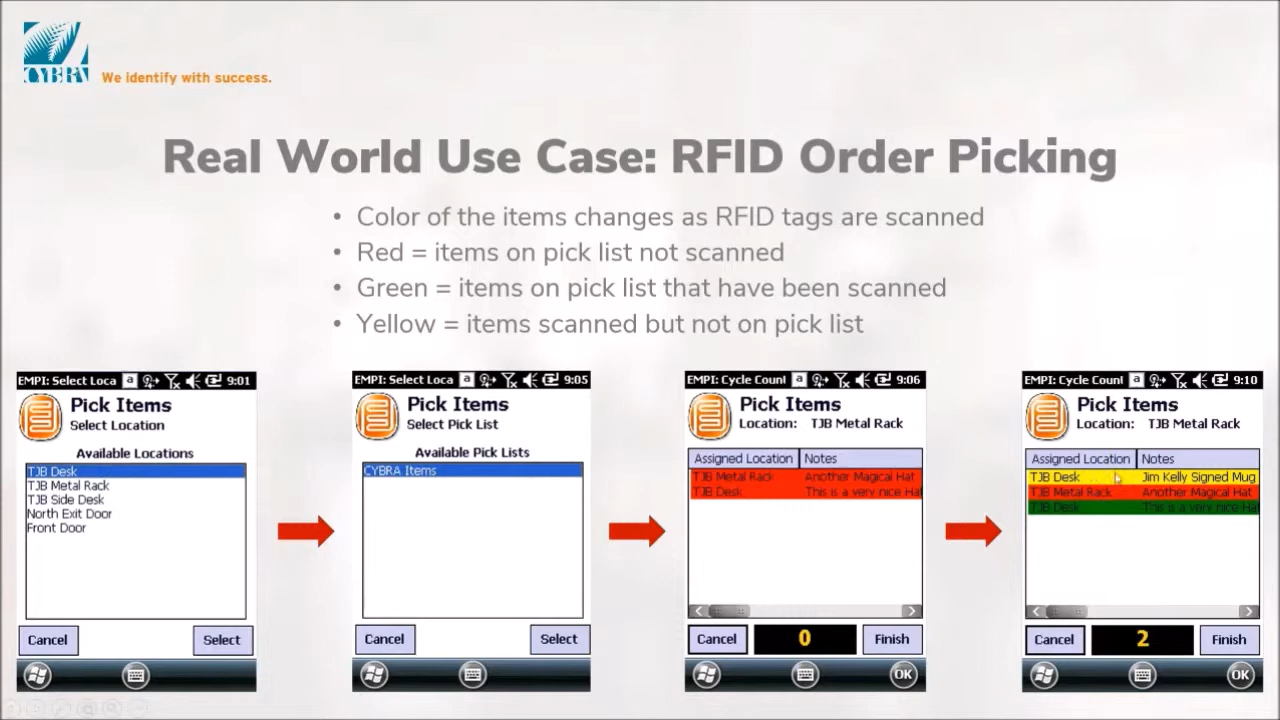 CYBRA We identify with success.
Real World Use Case: RFID Order Picking
• Color of the items changes as RFID tags are scanned
• Red = items on pick list not scanned
• Green = items on pick list that have been scanned
• Yellow = items scanned but not on pick list
EMPI: Select Loca a 9:01
Pick Items
Select Location
Available Locations
TJB Desk
TJB Metal Rack
TJB Side Desk
North Exit Door
Front Door
Cancel Select
EMPI: Select Loca a 9:05
Pick Items
Select Pick List
Available Pick Lists
CYBRA Items
Cancel Select
EMPI: Cycle Count a 9:06
Pick Items
Location: TJB Metal Rack
Assigned Location Notes
TJB Metal Rack Another Magical Hat
TJB Desk This is a very nice Hat
Cancel 0 Finish
OK
EMPI: Cycle Count a 9:10
Pick Items
Location: TJB Metal Rack
Assigned Location Notes
TJB Desk Jim Kelly Signed Mug
TJB Metal Rack Another Magical Hat
TJB Desk This is a very nice Hat
Cancel 2 Finish
OK